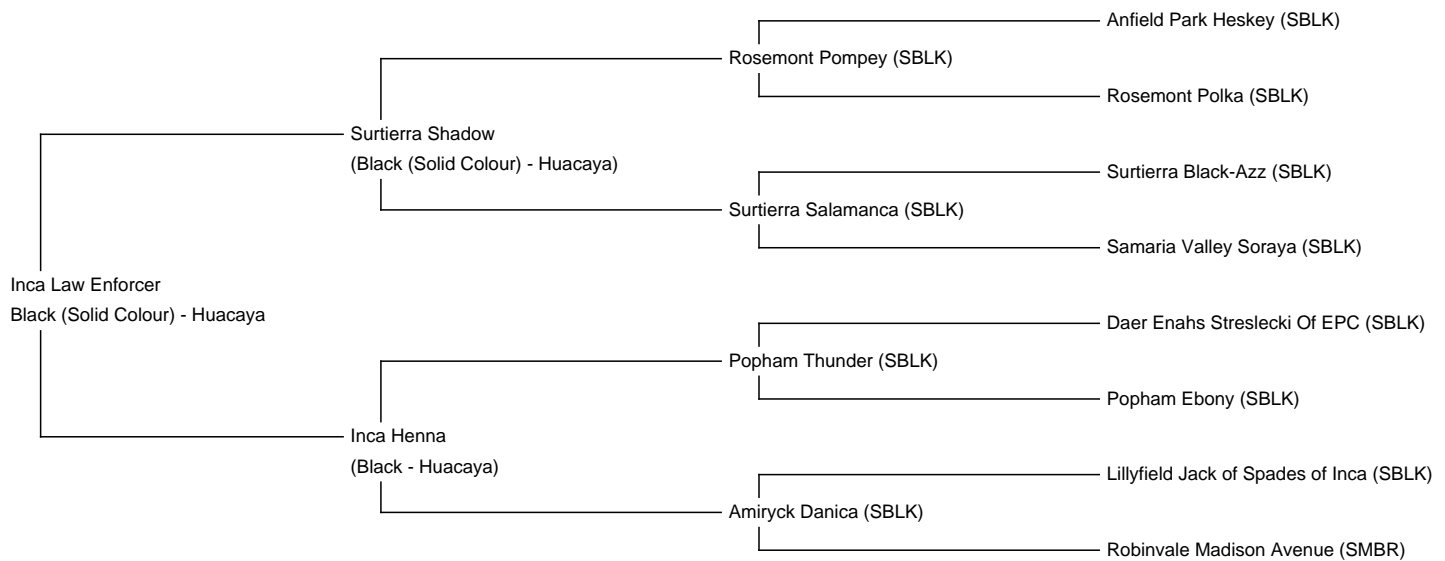 Anfield Park Heskey (SBLK)
Rosemont Pompey (SBLK)
Rosemont Polka (SBLK)
Surtierra Shadow
(Black (Solid Colour) - Huacaya)
Surtierra Black-Azz (SBLK)
Surtierra Salamanca (SBLK)
Samaria Valley Soraya (SBLK)
Inca Law Enforcer
Black (Solid Colour) - Huacaya
Daer Enahs Streslecki Of EPC (SBLK)
Popham Thunder (SBLK)
Popham Ebony (SBLK)
Inca Henna
(Black - Huacaya)
Lillyfield Jack of Spades of Inca (SBLK)
Amiryck Danica (SBLK)
Robinvale Madison Avenue (SMBR)